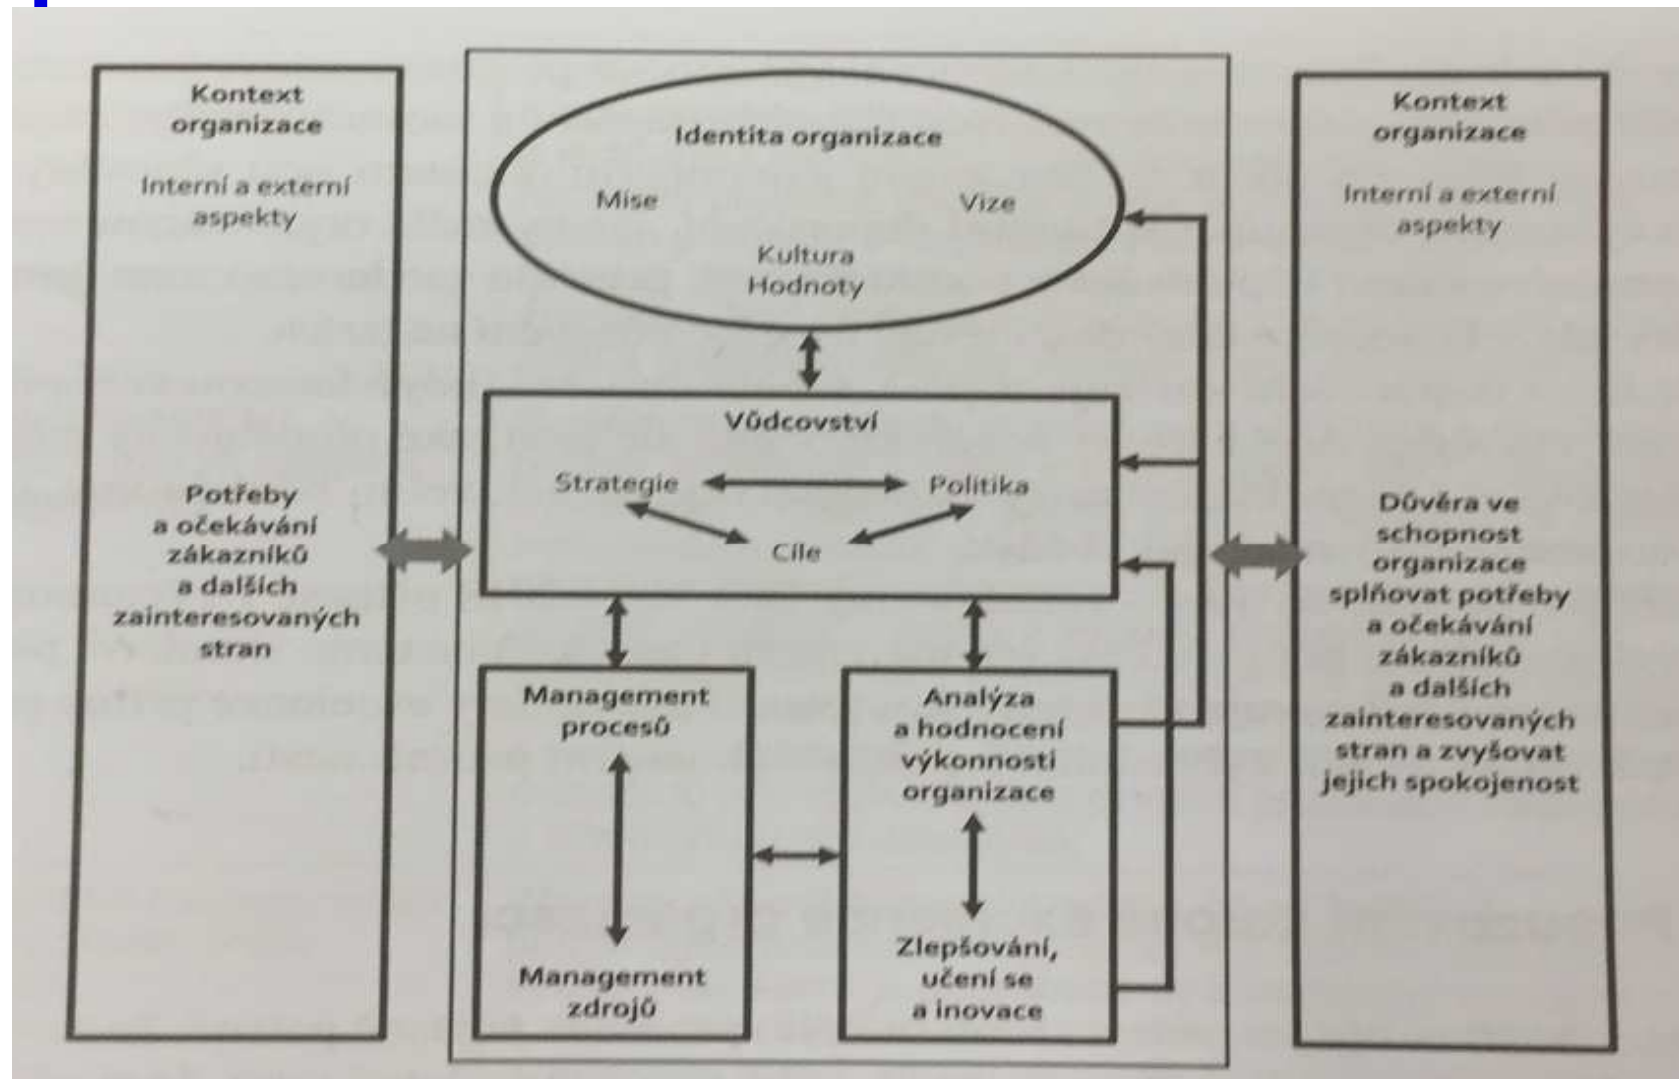 Kontext
organizace
Interní a externí
aspekty
Potřeby
a očekávání
zákazníků
a dalších
zainteresovaných
stran
Identita organizace
Mise
Vize
Kultura
Hodnoty
Vůdcovství
Strategie
Politika
Cíle
Management
procesů
Management
zdrojů
Analýza
a hodnocení
výkonnosti
organizace
Zlepšování,
učení se
a inovace
Kontext
organizace
Interní a externí
aspekty
Důvěra ve
schopnost
organizace
splňovat potřeby
a očekávání
zákazníků
a dalších
zainteresovaných
stran a zvyšovat
jejich spokojenost